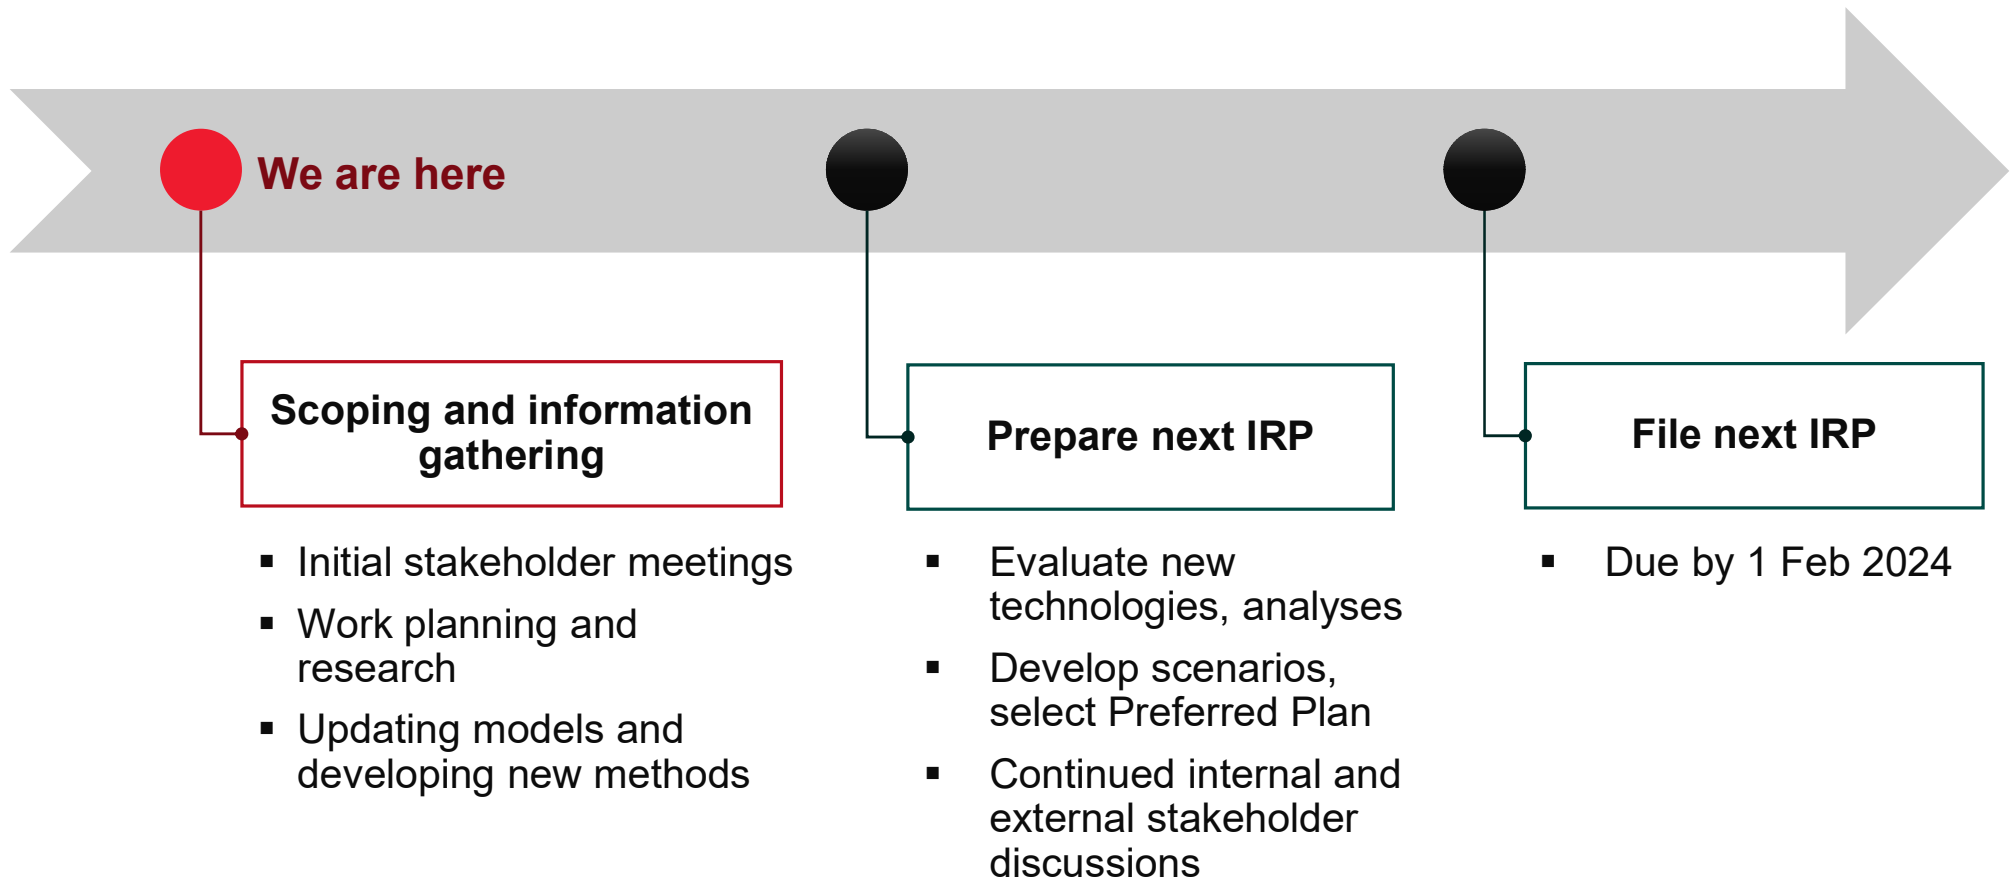 We are here
Scoping and information
gathering
▪ Initial stakeholder meetings
▪ Work planning and
research
▪ Updating models and
developing new methods
Prepare next IRP
▪ Evaluate new
technologies, analyses
▪ Develop scenarios,
select Preferred Plan
▪ Continued internal and
external stakeholder
discussions
File next IRP
▪ Due by 1 Feb 2024